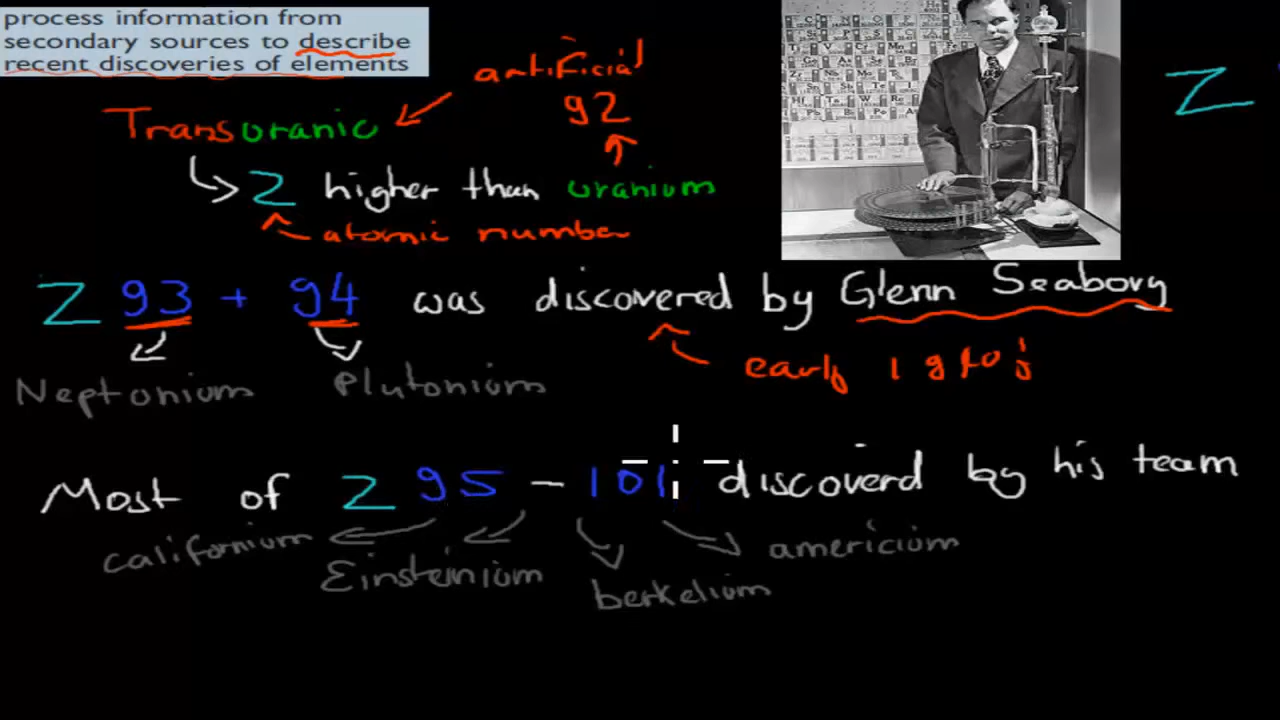 process information from
secondary sources to describe
recent discoveries of elements
artificial
Z
92
Transuranic
Z higher than uranium
atomic number
Z 93 + 94 was discovered by Glenn Seaborg
early 1940s
Neptonium
Plutonium
Most of Z 95 - 101 discoverd by his team
californium
americium
Einsteinium
berkelium